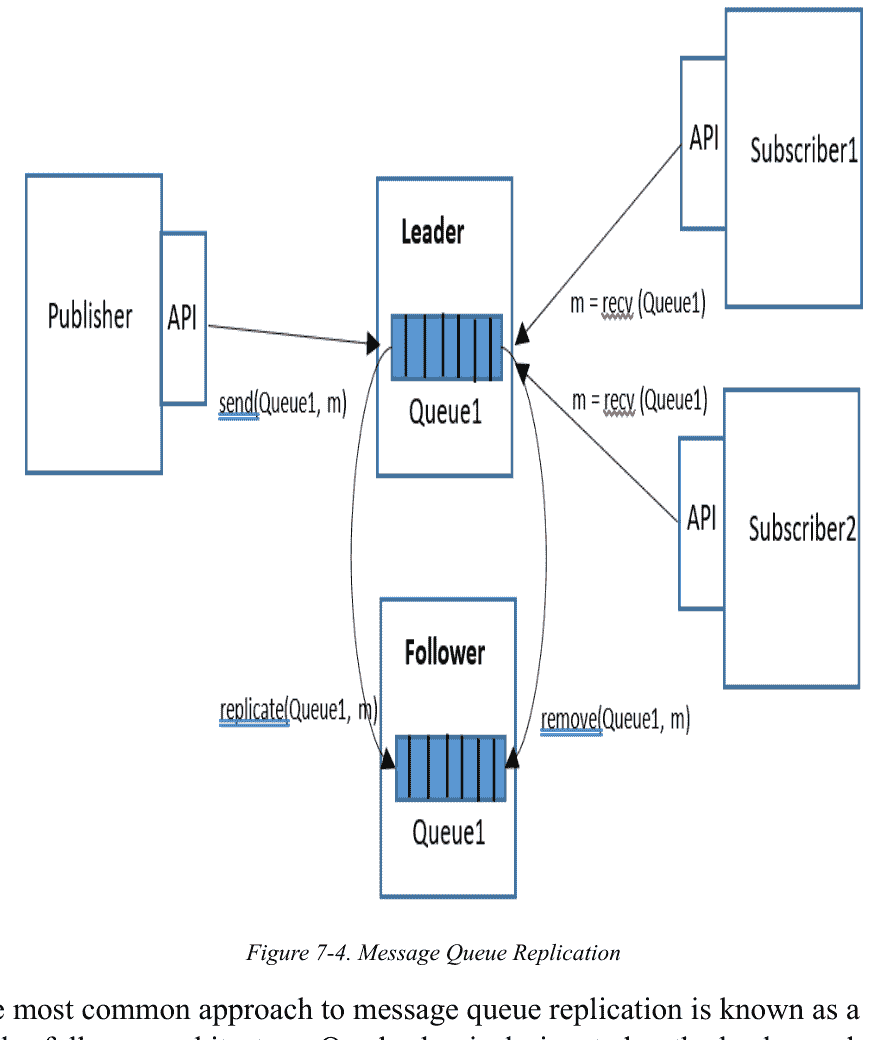 API
Subscriber1
Leader
Publisher
API
m = recv (Queue1)
send(Queue1, m)
Queue1
m = recv (Queue1)
API
Subscriber2
Follower
replicate(Queue1, m)
remove(Queue1, m)
Queue1
Figure 7-4. Message Queue Replication
most common approach to message queue replication is known as a